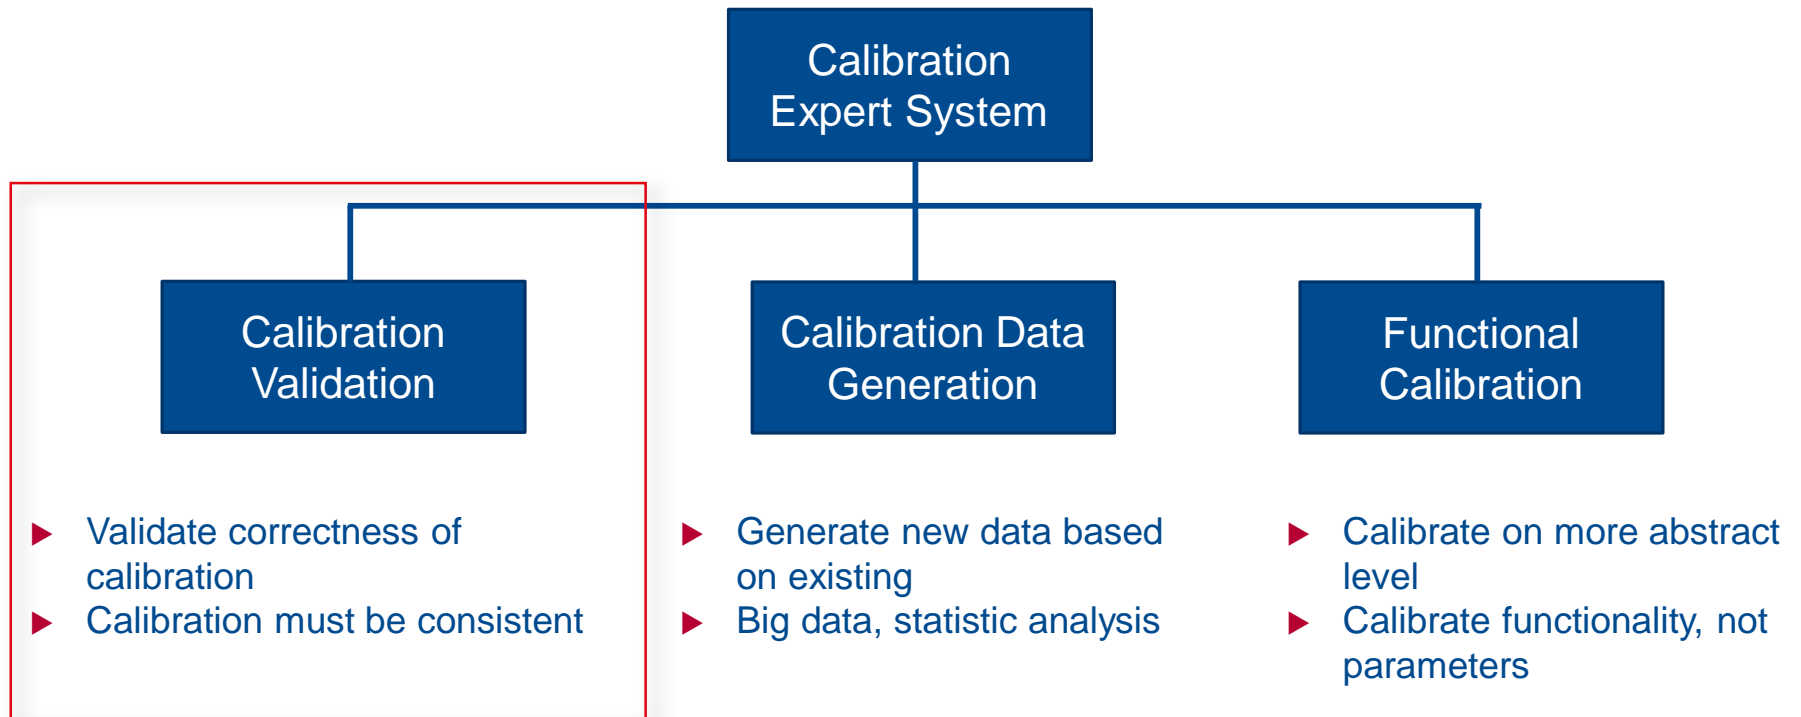 Calibration
Expert System
Calibration
Validation
Calibration Data
Generation
Functional
Calibration
Validate correctness of
calibration
Calibration must be consistent
Generate new data based
on existing
Big data, statistic analysis
Calibrate on more abstract
level
Calibrate functionality, not
parameters